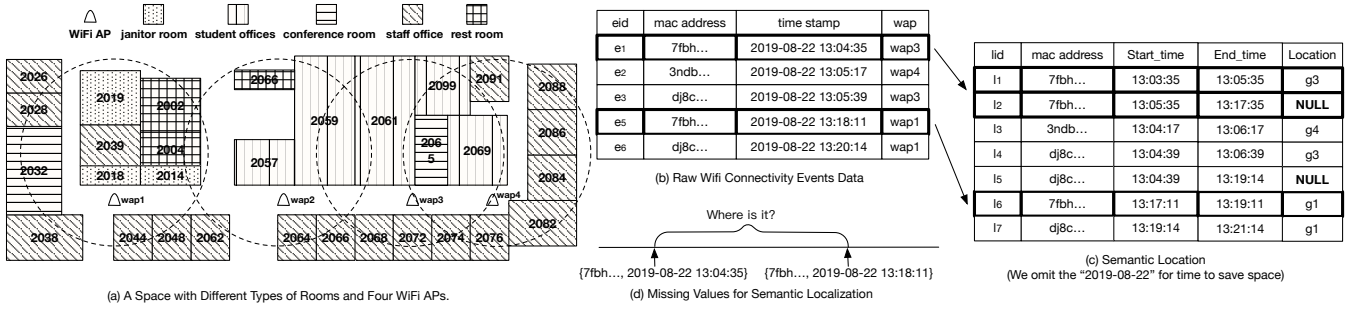 WiFi AP janitor room student offices conference room staff office rest room
2026
2028
2032
2038
2019
2002
2039
2004
2018 2014
wap1
2044 2048 2062
2066
2059
2061
2057
wap2
2064 2066 2068 2072 2074 2076
2099
2091
206
5
2069
wap3
wap4
2088
2086
2084
2082
(a) A Space with Different Types of Rooms and Four WiFi APs.
eid mac address time stamp wap
e1 7fbh... 2019-08-22 13:04:35 wap3
e2 3ndb... 2019-08-22 13:05:17 wap4
e3 dj8c... 2019-08-22 13:05:39 wap3
e5 7fbh... 2019-08-22 13:18:11 wap1
e6 dj8c... 2019-08-22 13:20:14 wap1
(b) Raw Wifi Connectivity Events Data
Where is it?
{7fbh..., 2019-08-22 13:04:35} {7fbh..., 2019-08-22 13:18:11}
(d) Missing Values for Semantic Localization
lid mac address Start_time End_time Location
l1 7fbh... 13:03:35 13:05:35 g3
l2 7fbh... 13:05:35 13:17:35 NULL
l3 3ndb... 13:04:17 13:06:17 g4
l4 dj8c... 13:04:39 13:06:39 g3
l5 dj8c... 13:04:39 13:19:14 NULL
l6 7fbh... 13:17:11 13:19:11 g1
l7 dj8c... 13:19:14 13:21:14 g1
(c) Semantic Location
(We omit the “2019-08-22” for time to save space)